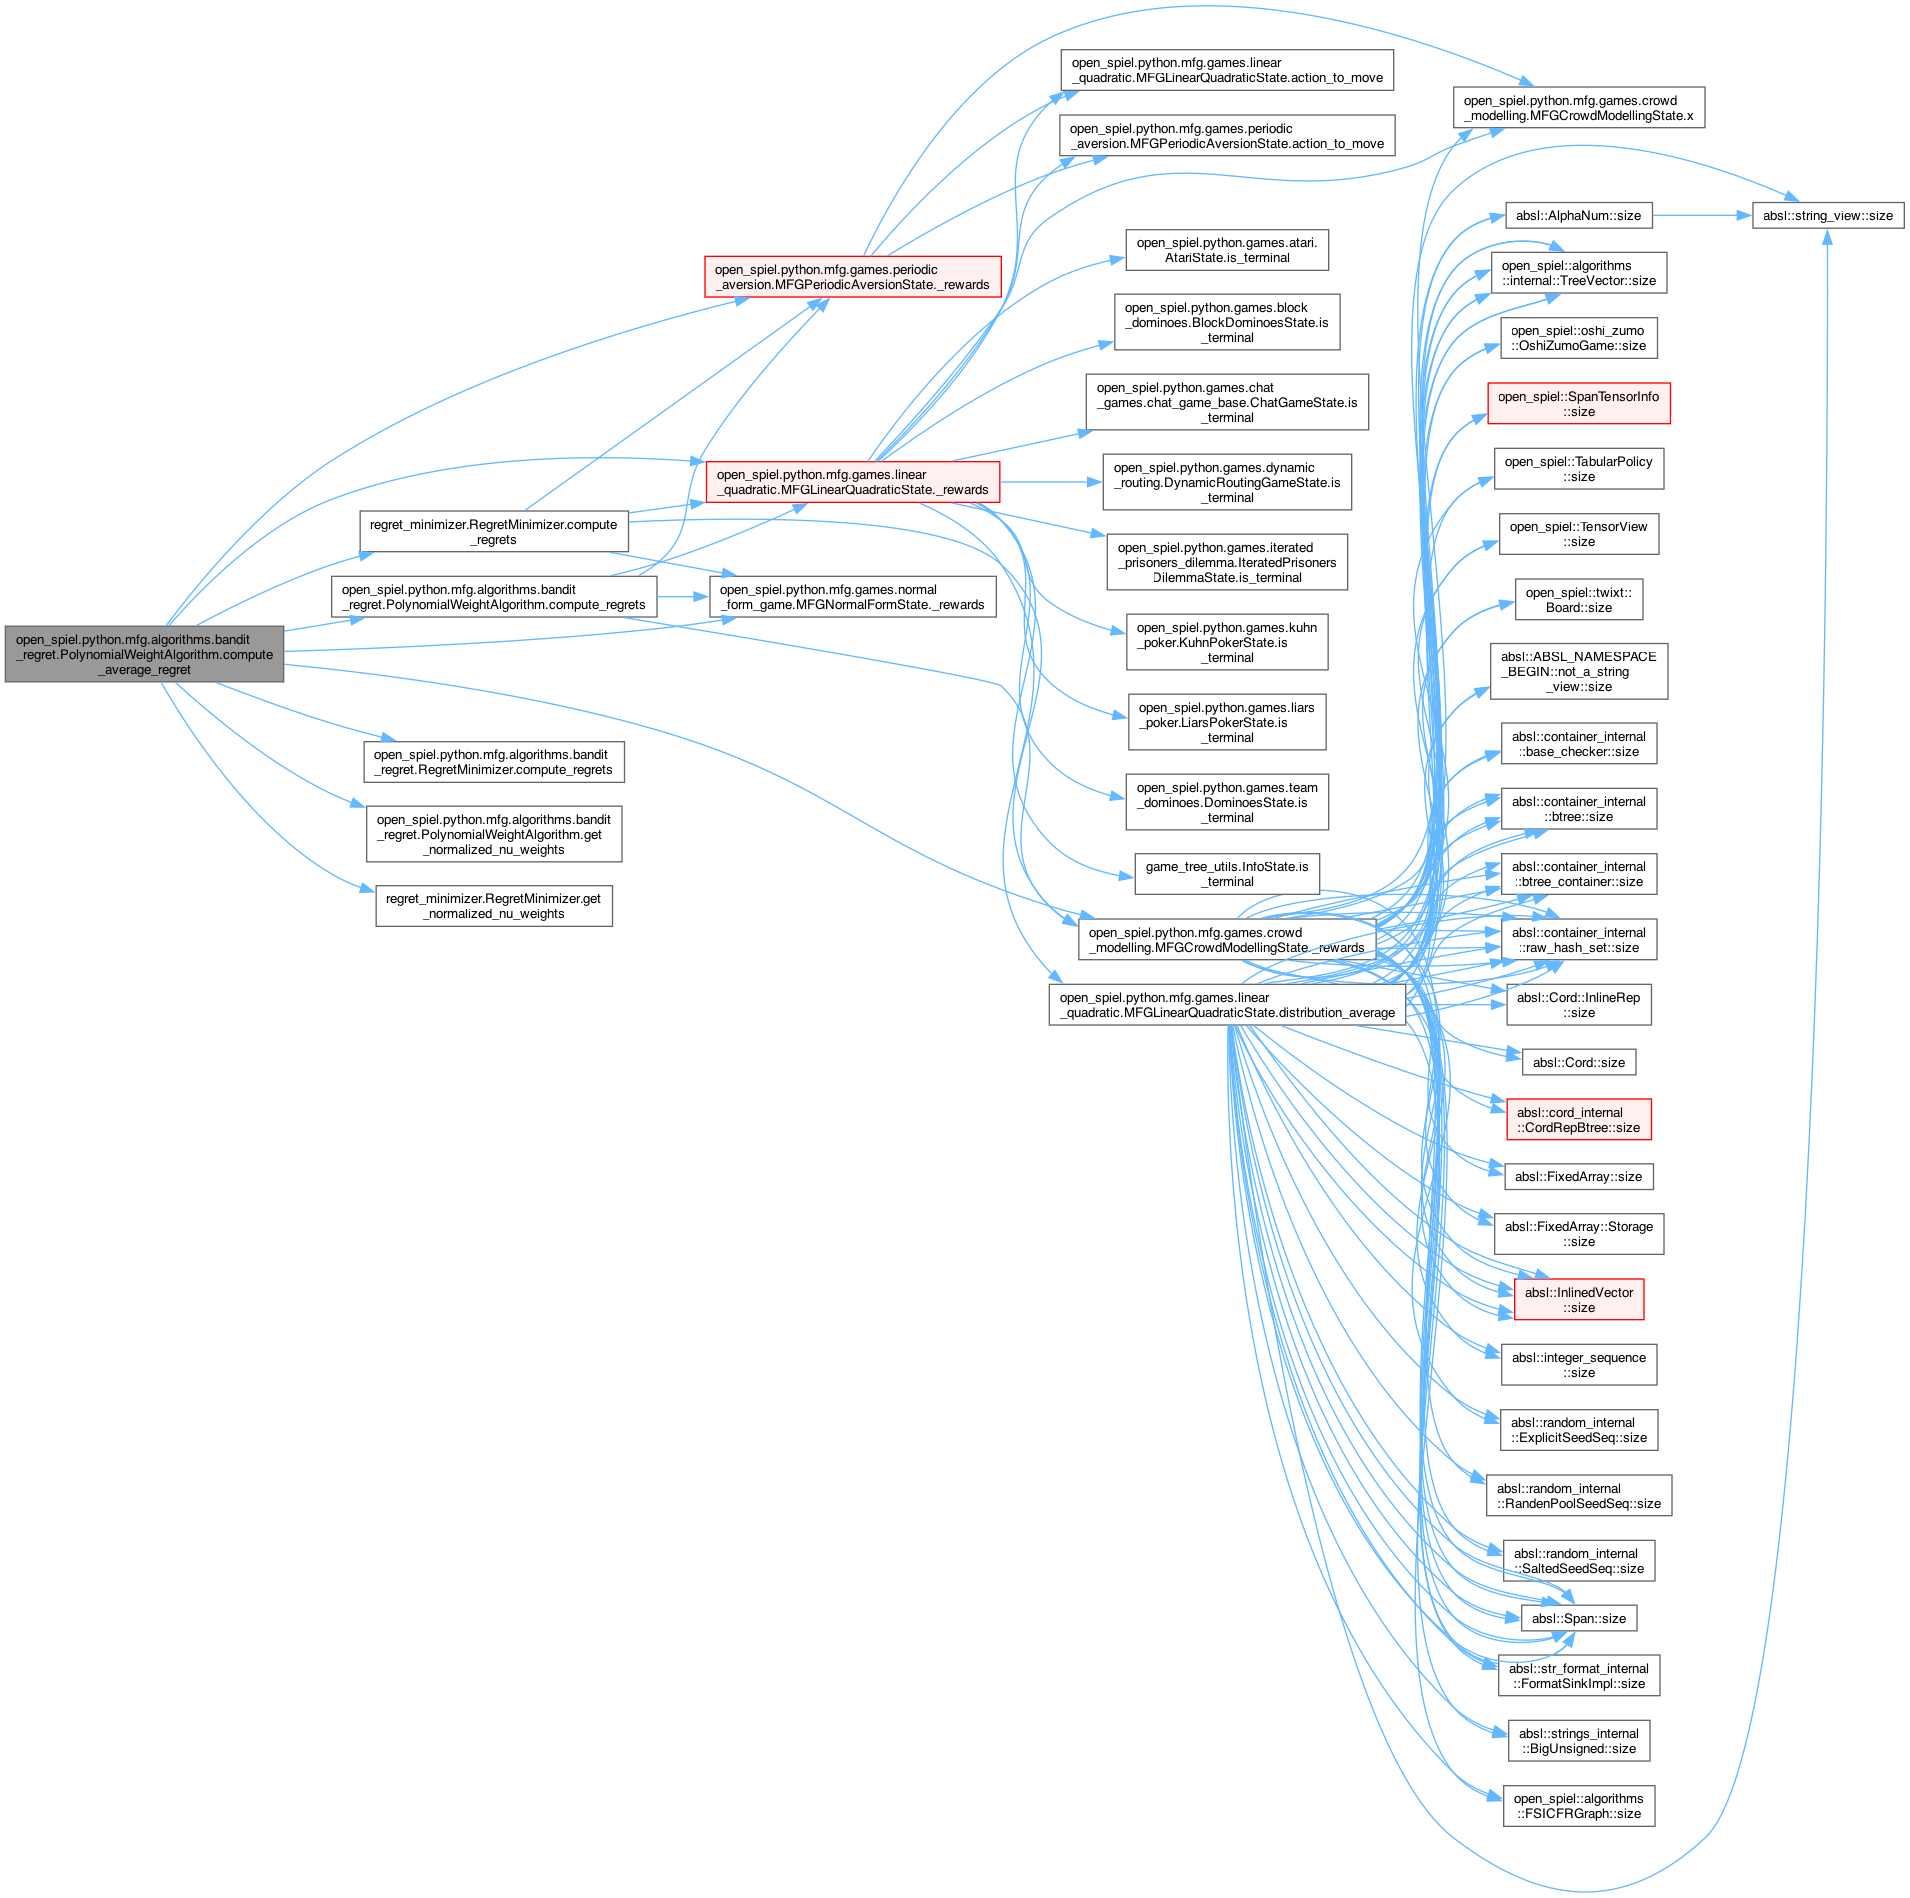 open_spiel.python.mfg.algorithms.bandit
_regret.PolynomialWeightAlgorithm.compute
_average_regret
regret_minimizer.RegretMinimizer.compute
_regrets
open_spiel.python.mfg.algorithms.bandit
_regret.PolynomialWeightAlgorithm.compute_regrets
open_spiel.python.mfg.algorithms.bandit
_regret.RegretMinimizer.compute_regrets
open_spiel.python.mfg.algorithms.bandit
_regret.PolynomialWeightAlgorithm.get
_normalized_nu_weights
regret_minimizer.RegretMinimizer.get
_normalized_nu_weights
open_spiel.python.mfg.games.periodic
_aversion.MFGPeriodicAversionState._rewards
open_spiel.python.mfg.games.linear
_quadratic.MFGLinearQuadraticState._rewards
open_spiel.python.mfg.games.normal
_form_game.MFGNormalFormState._rewards
open_spiel.python.mfg.games.linear
_quadratic.MFGLinearQuadraticState.action_to_move
open_spiel.python.mfg.games.periodic
_aversion.MFGPeriodicAversionState.action_to_move
open_spiel.python.games.atari.
AtariState.is_terminal
open_spiel.python.games.block
_dominoes.BlockDominoesState.is
_terminal
open_spiel.python.games.chat
_games.chat_game_base.ChatGameState.is
_terminal
open_spiel.python.games.dynamic
_routing.DynamicRoutingGameState.is
_terminal
open_spiel.python.games.iterated
_prisoners_dilemma.IteratedPrisoners
DilemmaState.is_terminal
open_spiel.python.games.kuhn
_poker.KuhnPokerState.is
_terminal
open_spiel.python.games.liars
_poker.LiarsPokerState.is
_terminal
open_spiel.python.games.team
_dominoes.DominoesState.is
_terminal
game_tree_utils.InfoState.is
_terminal
open_spiel.python.mfg.games.crowd
_modelling.MFGCrowdModellingState._rewards
open_spiel.python.mfg.games.linear
_quadratic.MFGLinearQuadraticState.distribution_average
open_spiel.python.mfg.games.crowd
_modelling.MFGCrowdModellingState.x
absl::AlphaNum::size
absl::string_view::size
open_spiel::algorithms
::internal::TreeVector::size
open_spiel::oshi_zumo
::OshiZumoGame::size
open_spiel::SpanTensorInfo
::size
open_spiel::TabularPolicy
::size
open_spiel::TensorView
::size
open_spiel::twixt::
Board::size
absl::ABSL_NAMESPACE
_BEGIN::not_a_string
_view::size
absl::container_internal
::base_checker::size
absl::container_internal
::btree::size
absl::container_internal
::btree_container::size
absl::container_internal
::raw_hash_set::size
absl::Cord::InlineRep
::size
absl::Cord::size
absl::cord_internal
::CordRepBtree::size
absl::FixedArray::size
absl::FixedArray::Storage
::size
absl::InlinedVector
::size
absl::integer_sequence
::size
absl::random_internal
::ExplicitSeedSeq::size
absl::random_internal
::RandenPoolSeedSeq::size
absl::random_internal
::SaltedSeedSeq::size
absl::Span::size
absl::str_format_internal
::FormatSinkImpl::size
absl::strings_internal
::BigUnsigned::size
open_spiel::algorithms
::FSICFRGraph::size